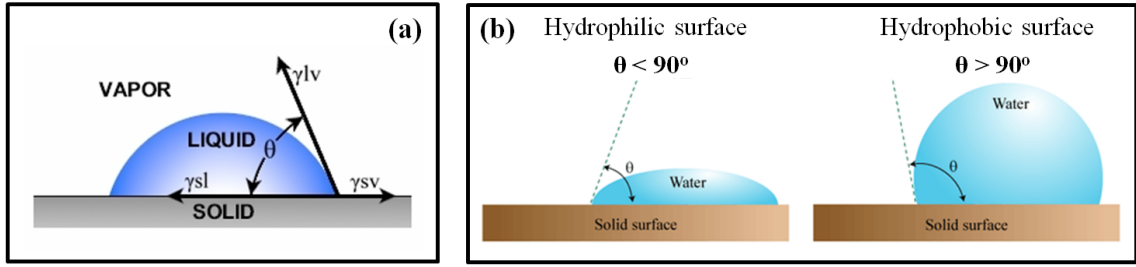 (a)
γlv
VAPOR
LIQUID
θ
γsl
γsv
SOLID
(b)
Hydrophilic surface
θ < 90º
θ
Water
Solid surface
Hydrophobic surface
θ > 90º
Water
θ
Solid surface